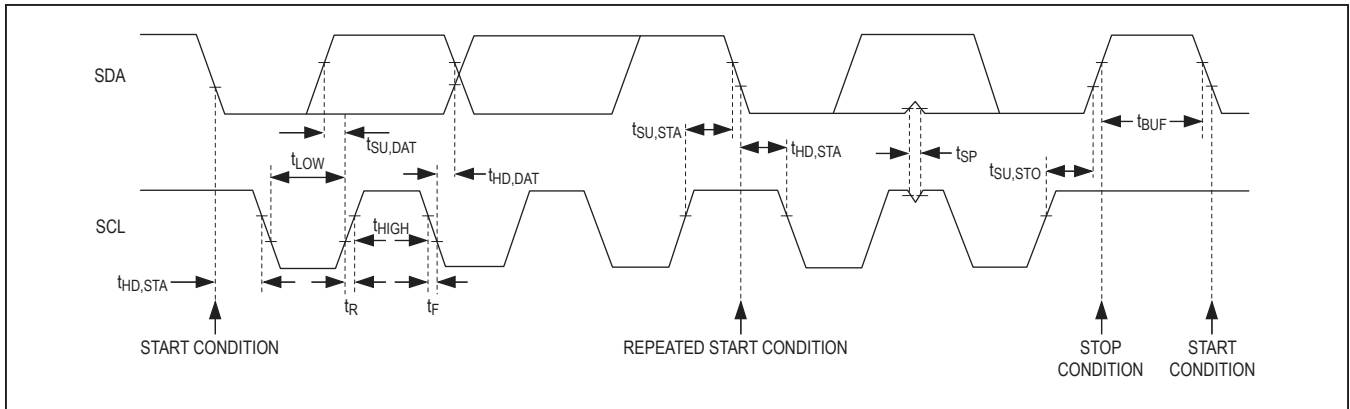 SDA
tSU,DAT
tLOW
tHD,DAT
tSU,STA
tHD,STA
tSP
tBUF
tSU,STO
SCL
tHIGH
tHD,STA
tR
tF
START CONDITION
REPEATED START CONDITION
STOP
CONDITION
START
CONDITION